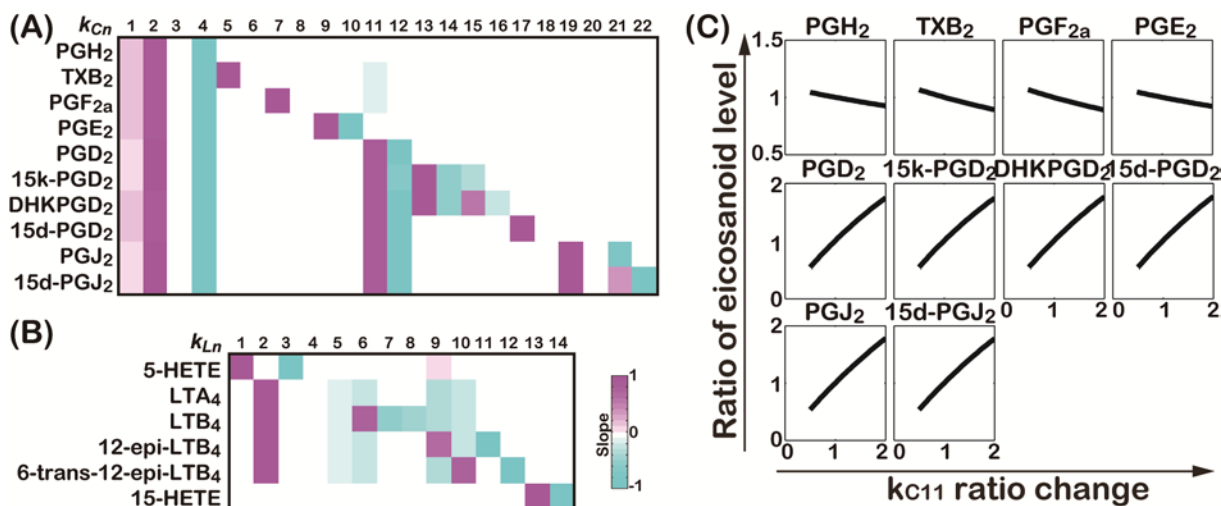 (A)
k_Cn 1 2 3 4 5 6 7 8 9 10 11 12 13 14 15 16 17 18 19 20 21 22
PGH2
TXB2
PGF2a
PGE2
PGD2
15k-PGD2
DHKPGD2
15d-PGD2
PGJ2
15d-PGJ2
(B)
k_Ln 1 2 3 4 5 6 7 8 9 10 11 12 13 14
5-HETE
LTA4
LTB4
12-epi-LTB4
6-trans-12-epi-LTB4
15-HETE
Slope
1
0
-1
(C)
Ratio of eicosanoid level
PGH2 TXB2 PGF2a PGE2
1.5
1
0.5
PGD2 15k-PGD2 DHKPGD2 15d-PGD2
2
1
0
0 1 2 0 1 2
PGJ2 15d-PGJ2
2
1
0
0 1 2 0 1 2
kC11 ratio change